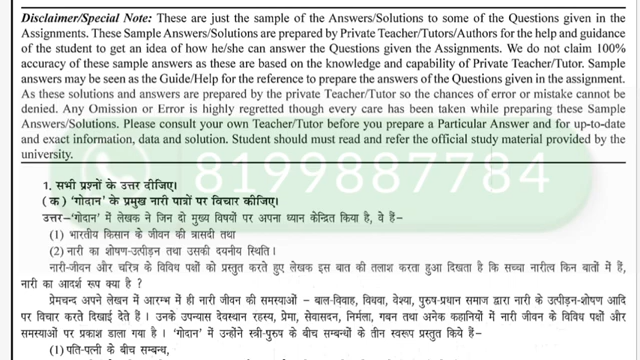 Disclaimer/Special Note: These are just the sample of the Answers/Solutions to some of the Questions given in the
Assignments. These Sample Answers/Solutions are prepared by Private Teacher/Tutors/Authors for the help and guidance
of the student to get an idea of how he/she can answer the Questions given the Assignments. We do not claim 100%
accuracy of these sample answers as these are based on the knowledge and capability of Private Teacher/Tutor. Sample
answers may be seen as the Guide/Help for the reference to prepare the answers of the Questions given in the assignment.
As these solutions and answers are prepared by the private Teacher/Tutor so the chances of error or mistake cannot be
denied. Any Omission or Error is highly regretted though every care has been taken while preparing these Sample
Answers/Solutions. Please consult your own Teacher/Tutor before you prepare a Particular Answer and for up-to-date
and exact information, data and solution. Student should must read and refer the official study material provided by the
university.
8199887784
1. सभी प्रश्नों के उत्तर दीजिए।
(क) 'गोदान' के प्रमुख नारी पात्रों पर विचार कीजिए।
उत्तर–'गोदान' में लेखक ने जिन दो मुख्य विषयों पर अपना ध्यान केन्द्रित किया है, वे हैं–
(1) भारतीय किसान के जीवन की त्रासदी तथा
(2) नारी का शोषण-उत्पीड़न तथा उसकी दयनीय स्थिति।
नारी-जीवन और चरित्र के विविध पक्षों को प्रस्तुत करते हुए लेखक इस बात की तलाश करता हुआ दिखता है कि सच्चा नारीत्व किन बातों में हैं,
नारी का आदर्श रूप क्या है ?
प्रेमचन्द अपने लेखन में आरम्भ में ही नारी जीवन की समस्याओं – बाल-विवाह, विधवा, वेश्या, पुरुष-प्रधान समाज द्वारा नारी के उत्पीड़न-शोषण आदि
पर विचार करते दिखाई देते हैं । उनके उपन्यास देवस्थान रहस्य, प्रेमा, सेवासदन, निर्मला, गबन तथा अनेक कहानियों में नारी जीवन के विविध पक्षों और
समस्याओं पर प्रकाश डाला गया है । 'गोदान' में उन्होंने स्त्री-पुरुष के बीच सम्बन्धों के तीन स्वरूप प्रस्तुत किये हैं–
(1) पति-पत्नी के बीच सम्बन्ध,